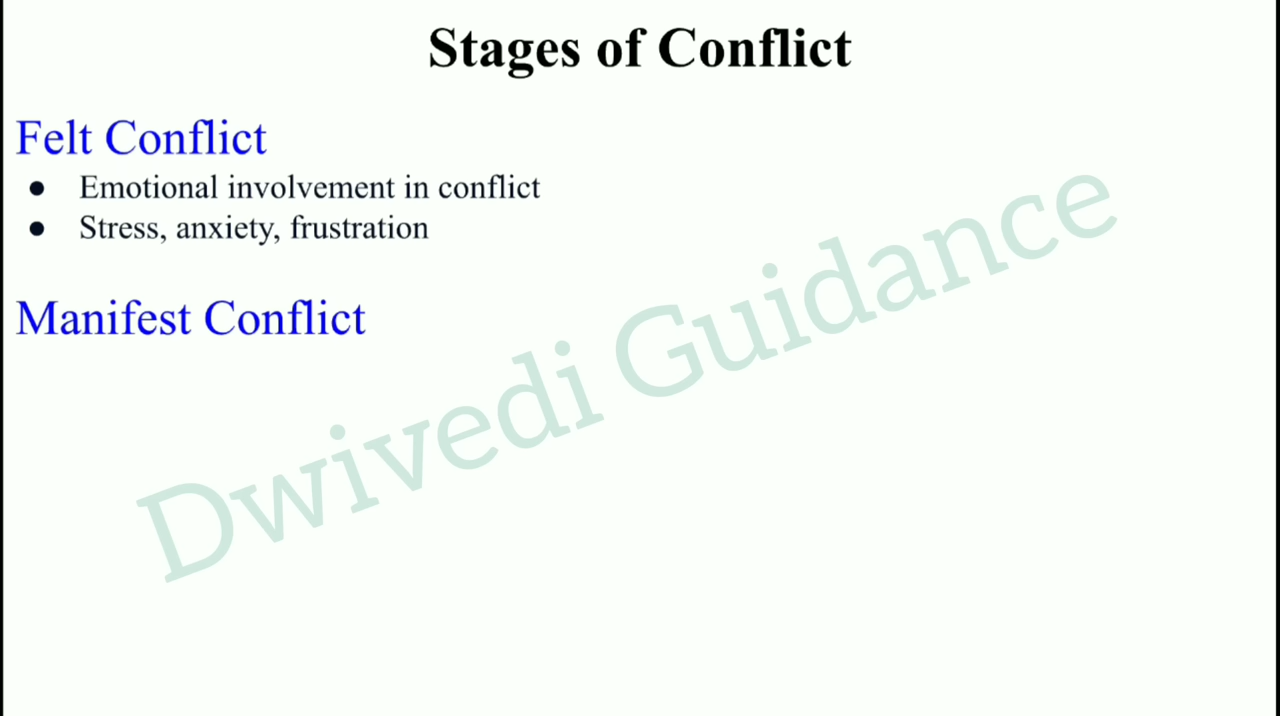 Stages of Conflict
Felt Conflict
● Emotional involvement in conflict
● Stress, anxiety, frustration
Manifest Conflict
Dwivedi Guidance